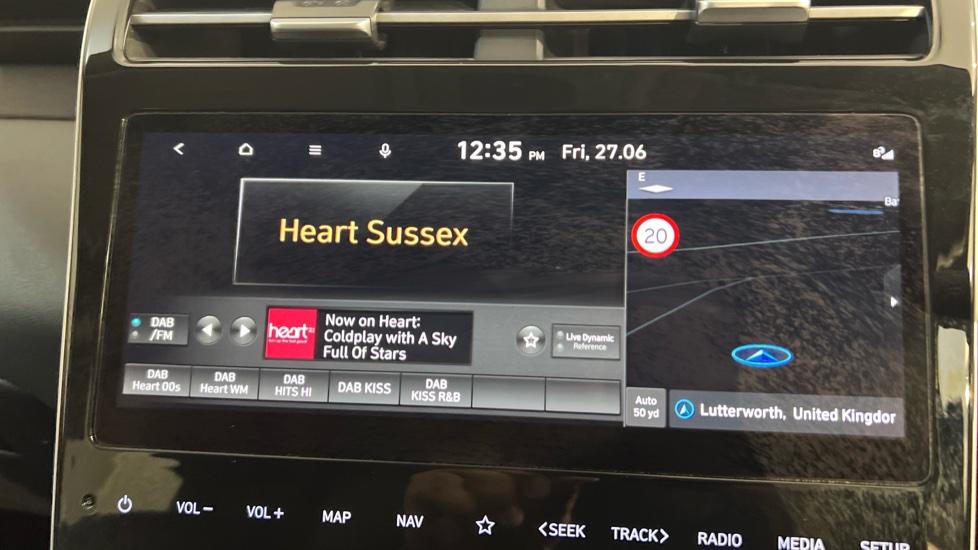 12:35 PM Fri, 27.06
E
Heart Sussex
20
DAB
/FM
heart
Now on Heart:
Coldplay with A Sky
Full Of Stars
Live Dynamic
Reference
DAB
Heart 00s
DAB
Heart WM
DAB
HITS HI
DAB KISS
DAB
KISS R&B
Auto
50 yd
Lutterworth, United Kingdor
VOL−
VOL+
MAP
NAV
<SEEK
TRACK>
RADIO
MEDIA
SETUP